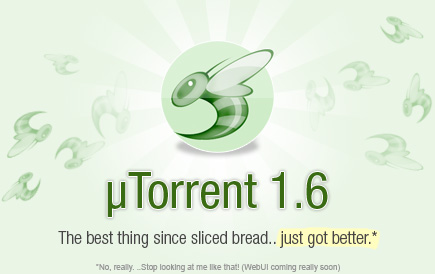 µTorrent 1.6
The best thing since sliced bread.. just got better.*
*No, really. ..Stop looking at me like that! (WebUI coming really soon)